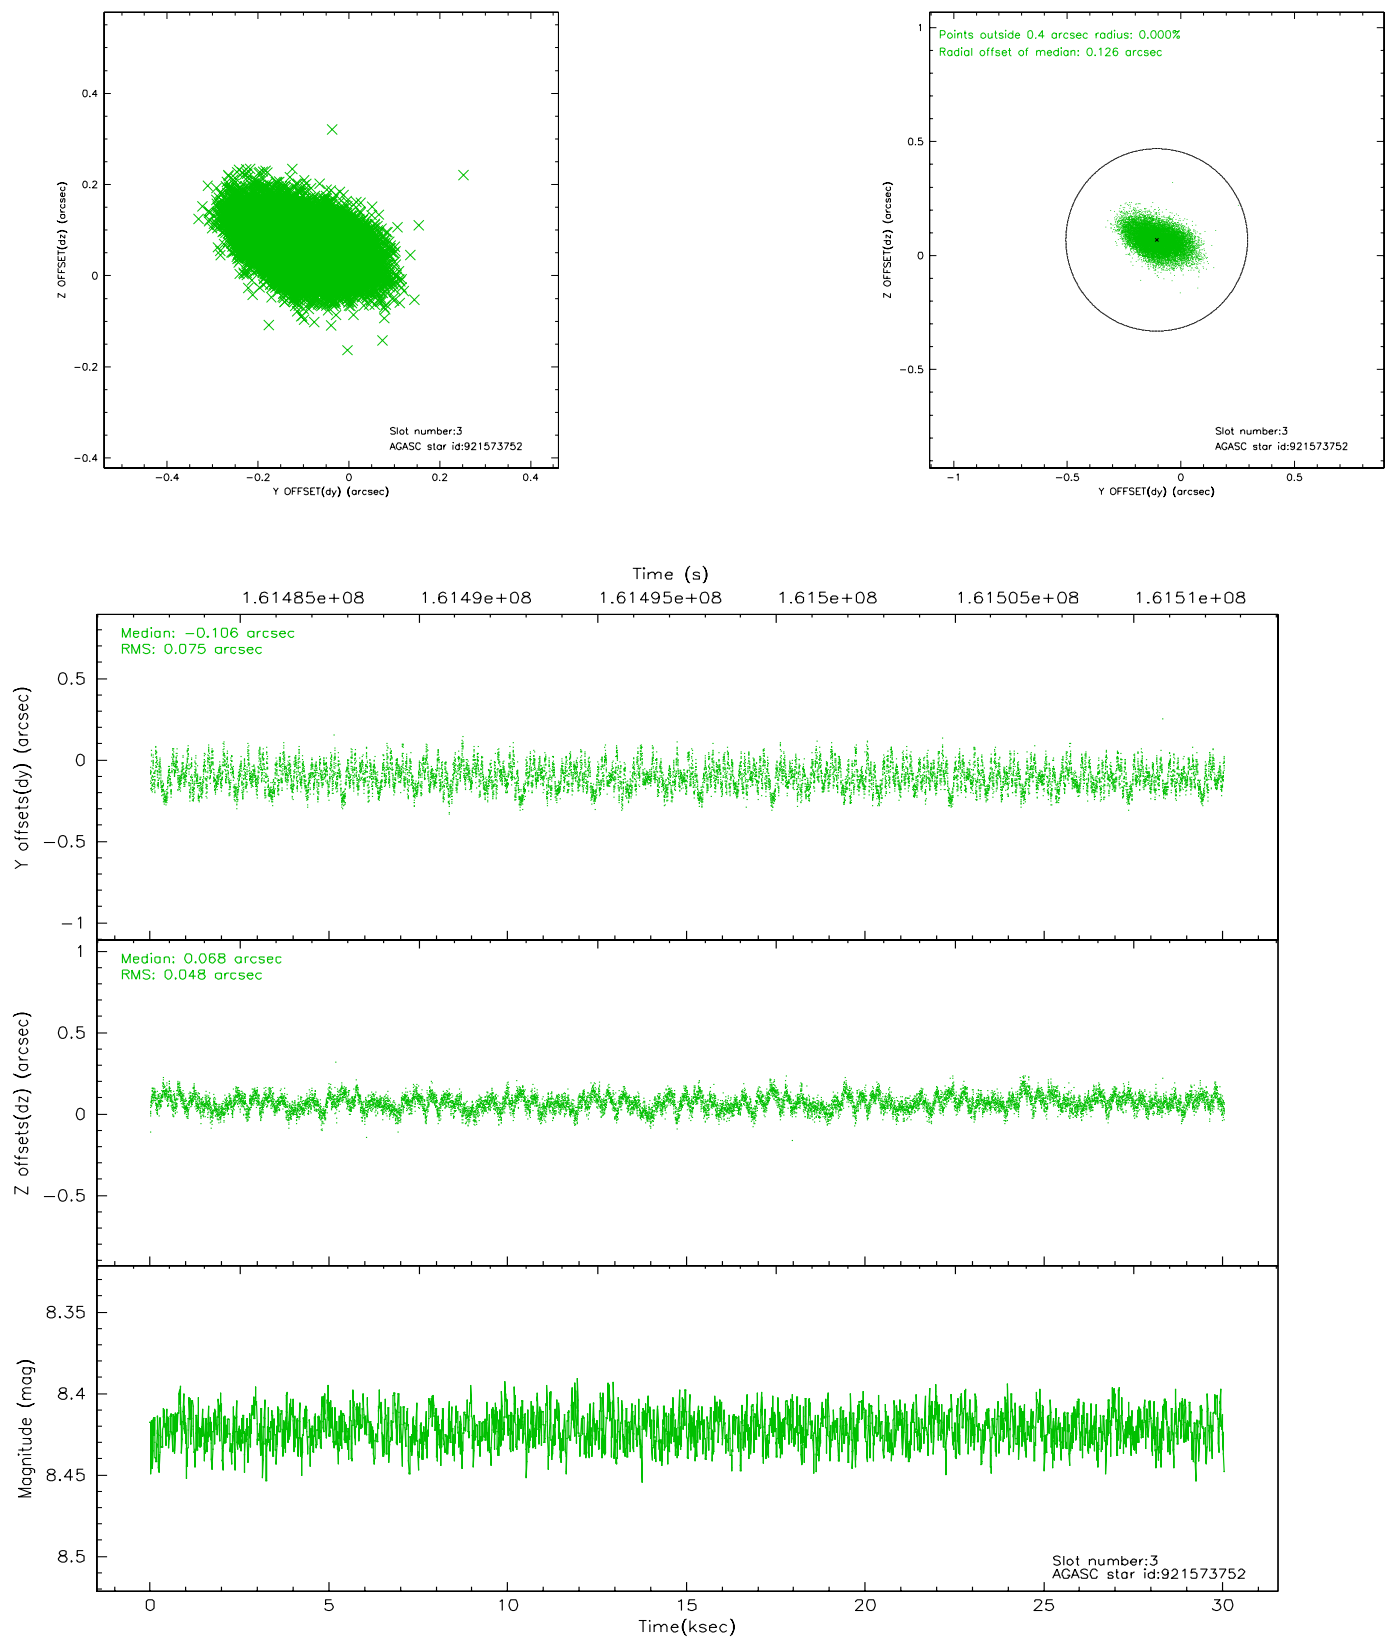 0.4
0.2
0
−0.2
−0.4
Z OFFSET(dz) (arcsec)
−0.4 −0.2 0 0.2 0.4
Y OFFSET(dy) (arcsec)
Slot number:3
AGASC star id:921573752
Points outside 0.4 arcsec radius: 0.000%
Radial offset of median: 0.126 arcsec
1
0.5
0
−0.5
Z OFFSET(dz) (arcsec)
−1 −0.5 0 0.5
Y OFFSET(dy) (arcsec)
Slot number:3
AGASC star id:921573752
Time (s)
1.61485e+08 1.6149e+08 1.61495e+08 1.615e+08 1.61505e+08 1.6151e+08
Median: −0.106 arcsec
RMS: 0.075 arcsec
0.5
0
−0.5
−1
Y offsets(dy) (arcsec)
Median: 0.068 arcsec
RMS: 0.048 arcsec
1
0.5
0
−0.5
Z offsets(dz) (arcsec)
8.35
8.4
8.45
8.5
Magnitude (mag)
Slot number:3
AGASC star id:921573752
0 5 10 15 20 25 30
Time(ksec)